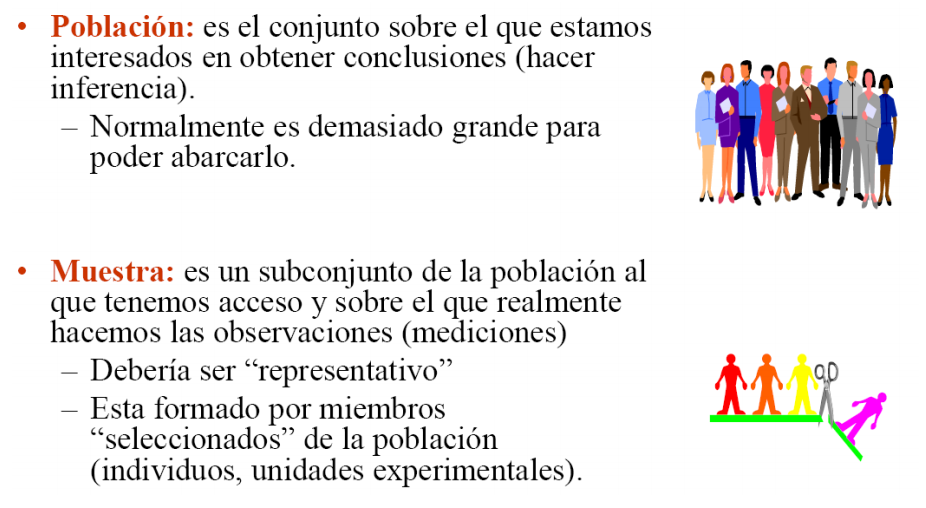 • Población: es el conjunto sobre el que estamos
interesados en obtener conclusiones (hacer
inferencia).
– Normalmente es demasiado grande para
poder abarcarlo.
• Muestra: es un subconjunto de la población al
que tenemos acceso y sobre el que realmente
hacemos las observaciones (mediciones)
– Debería ser “representativo”
– Esta formado por miembros
“seleccionados” de la población
(individuos, unidades experimentales).